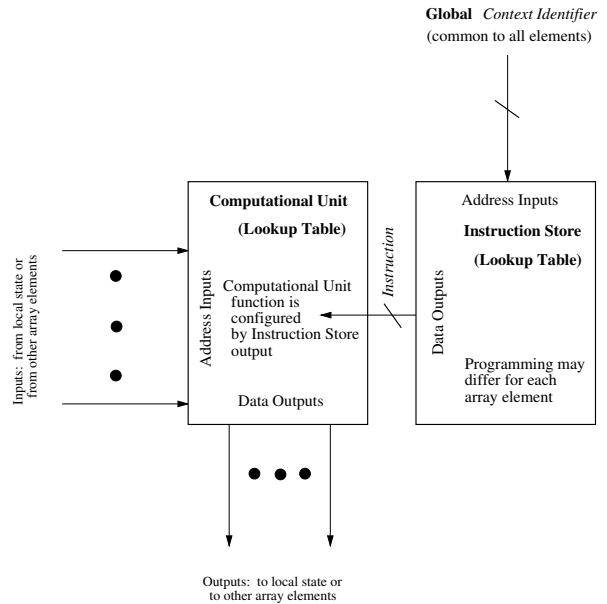 Global Context Identifier
(common to all elements)
Computational Unit
(Lookup Table)
Address Inputs
Instruction Store
(Lookup Table)
Instruction
Inputs: from local state or
from other array elements
Address Inputs
Computational Unit
function is
configured
by Instruction Store
output
Data Outputs
Programming may
differ for each
array element
Data Outputs
Outputs: to local state or
to other array elements